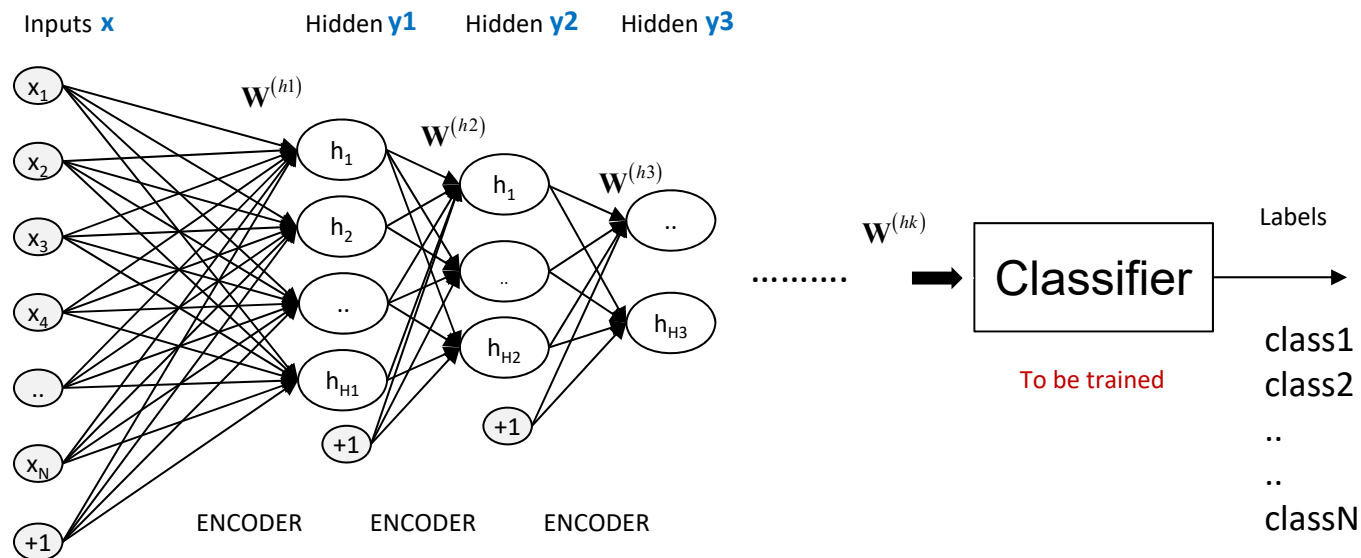 Inputs x
Hidden y1
Hidden y2
Hidden y3
x1
x2
x3
x4
..
xN
+1
W(h1)
h1
h2
..
hH1
+1
W(h2)
h1
..
hH2
+1
W(h3)
..
hH3
..........
W(hk)
Classifier
To be trained
Labels
class1
class2
..
..
classN
ENCODER
ENCODER
ENCODER